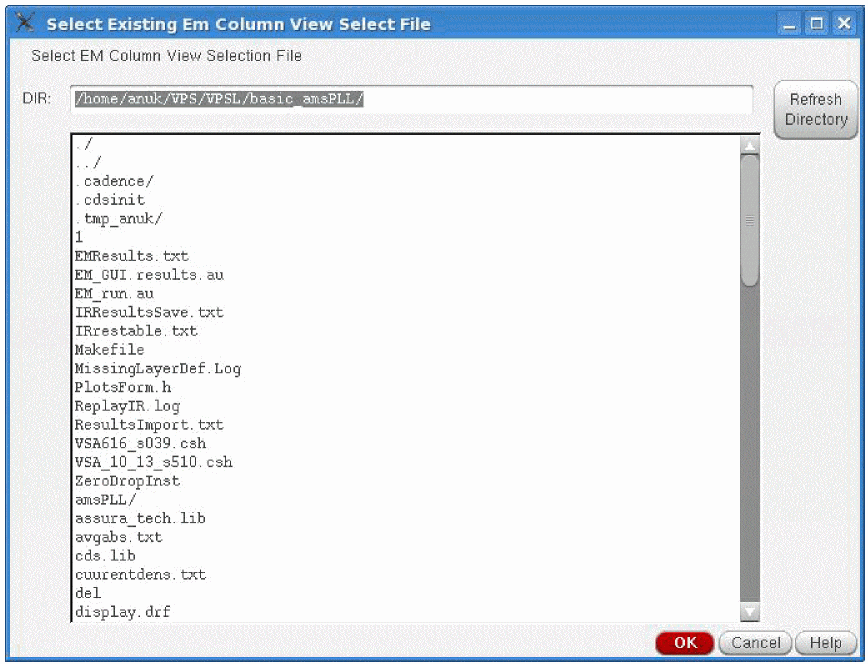 Select Existing Em Column View Select File
Select EM Column View Selection File
DIR: /home/anuk/VPS/VPSL/basic_amsPLL/
Refresh
Directory
./
../
.cadence/
.cdsinit
.tmp_anuk/
1
EMResults.txt
EM_GUI.results.au
EM_run.au
IRResultsSave.txt
IRrestable.txt
Makefile
MissingLayerDef.Log
PlotsForm.h
ReplayIR.log
ResultsImport.txt
VSA616_s039.csh
VSA_10_13_s510.csh
ZeroDropInst
amsPLL/
assura_tech.lib
avgabs.txt
cds.lib
cuurentdens.txt
del
display.drf
OK Cancel Help